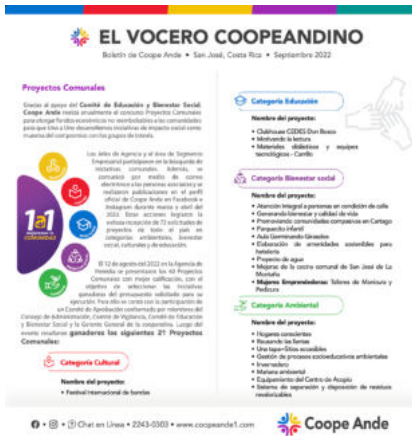 EL VOCERO COOPEANDINO
Boletín de Coope Ande • San José, Costa Rica • Septiembre 2022
Proyectos Comunales
Gracias al apoyo del Comité de Educación y Bienestar Social,
Coope Ande realiza anualmente el concurso Proyectos Comunales
para otorgar fondos económicos no reembolsables a las comunidades
para que Uno a Uno desarrollemos iniciativas de impacto social como
muestra del compromiso con los grupos de interés.
Los Jefes de Agencia y el área de Segmento
Empresarial participaron en la búsqueda de
iniciativas comunales. Además, se
comunicó por medio de correo
electrónico a las personas asociadas y se
realizaron publicaciones en el perfil
oficial de Coope Ande en Facebook e
Instagram durante marzo y abril del
2022. Estas acciones lograron la
exitosa recepción de 72 solicitudes de
proyectos de todo el país en
categorías ambientales, bienestar
social, culturales y de educación.
1a1
El 12 de agosto del 2022 en la Agencia de
Heredia se presentaron los 40 Proyectos
Comunales con mejor calificación, con el
objetivo de seleccionar las iniciativas
ganadoras del presupuesto solicitado para su
ejecución. Para ello se contó con la participación de
un Comité de Aprobación conformado por miembros del
Consejo de Administración, Comité de Vigilancia, Comité de Educación
y Bienestar Social y la Gerente General de la cooperativa. Luego del
evento resultaron ganadores los siguientes 21 Proyectos
Comunales:
Categoría Cultural
Nombre del proyecto:
• Festival internacional de bandas
Categoría Educación
Nombre del proyecto:
• Clubhouse CEDES Don Bosco
• Motivando la lectura
• Materiales didácticos y equipos
tecnológicos - Carrillo
Categoría Bienestar social
Nombre del proyecto:
• Atención integral a personas en condición de calle
• Generando bienestar y calidad de vida
• Promoviendo comunidades compasivas en Cartago
• Parquecito infantil
• Aula Germinando Girasoles
• Elaboración de amenidades sostenibles para
hotelería
• Proyecto de agua
• Mejoras de la cocina comunal de San José de La
Montaña
• Mujeres Emprendedoras: Talleres de Manicura y
Pedicura
Categoría Ambiental
Nombre del proyecto:
• Hogares conscientes
• Rozando las fuentes
• Una tapa-Sitios accesibles
• Gestión de procesos socioeducativos ambientales
• Invernadero
• Mañana ambiental
• Equipamiento del Centro de Acopio
• Sistema de separación y disposición de residuos
revalorizables
Chat en Línea • 2243-0303 • www.coopeande1.com
Coope Ande